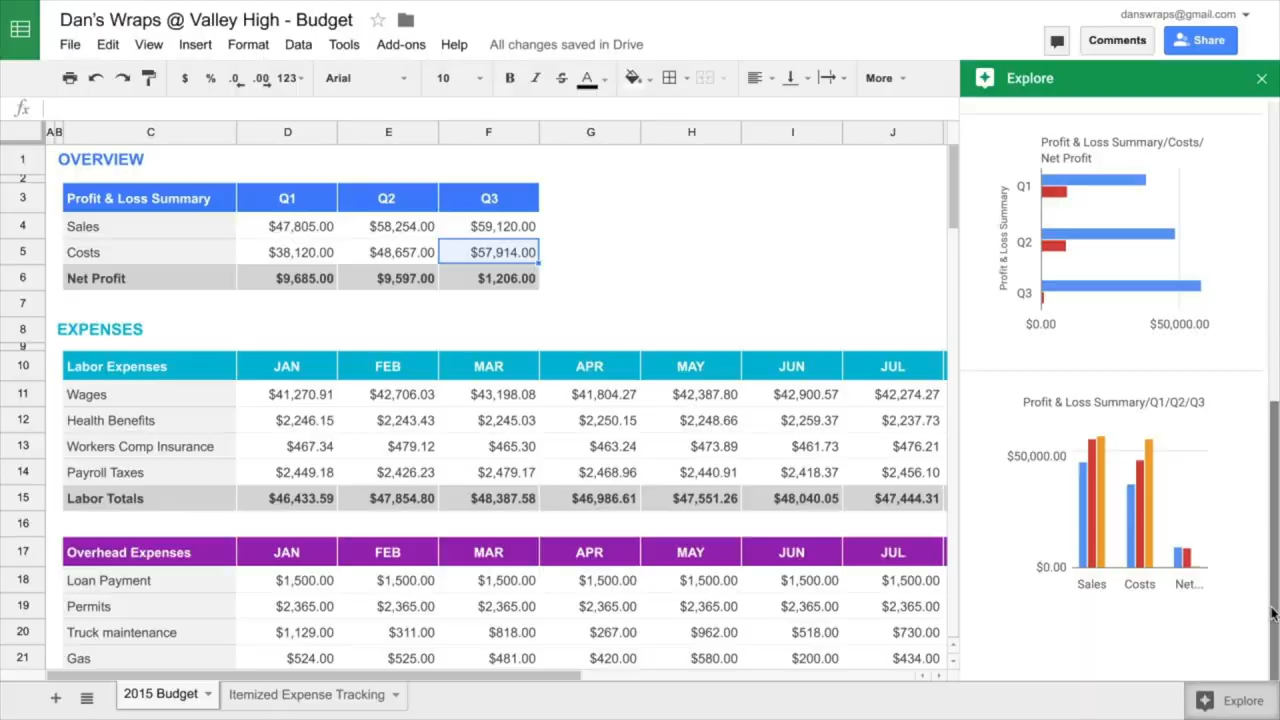 Dan's Wraps @ Valley High - Budget
danswraps@gmail.com
File Edit View Insert Format Data Tools Add-ons Help All changes saved in Drive
Comments Share
$ % .0 .00 123 Arial 10 B I S A More
Explore
fx
A B C D E F G H I J
1 OVERVIEW
2
3 Profit & Loss Summary Q1 Q2 Q3
4 Sales $47,805.00 $58,254.00 $59,120.00
5 Costs $38,120.00 $48,657.00 $57,914.00
6 Net Profit $9,685.00 $9,597.00 $1,206.00
7
8 EXPENSES
9
10 Labor Expenses JAN FEB MAR APR MAY JUN JUL
11 Wages $41,270.91 $42,706.03 $43,198.08 $41,804.27 $42,387.80 $42,900.57 $42,274.27
12 Health Benefits $2,246.15 $2,243.43 $2,245.03 $2,250.15 $2,248.66 $2,259.37 $2,237.73
13 Workers Comp Insurance $467.34 $479.12 $465.30 $463.24 $473.89 $461.73 $476.21
14 Payroll Taxes $2,449.18 $2,426.23 $2,479.17 $2,468.96 $2,440.91 $2,418.37 $2,456.10
15 Labor Totals $46,433.59 $47,854.80 $48,387.58 $46,986.61 $47,551.26 $48,040.05 $47,444.31
16
17 Overhead Expenses JAN FEB MAR APR MAY JUN JUL
18 Loan Payment $1,500.00 $1,500.00 $1,500.00 $1,500.00 $1,500.00 $1,500.00 $1,500.00
19 Permits $2,365.00 $2,365.00 $2,365.00 $2,365.00 $2,365.00 $2,365.00 $2,365.00
20 Truck maintenance $1,129.00 $311.00 $818.00 $267.00 $962.00 $518.00 $730.00
21 Gas $524.00 $525.00 $481.00 $420.00 $580.00 $200.00 $434.00
Profit & Loss Summary/Costs/
Net Profit
Profit & Loss Summary
Q1
Q2
Q3
$0.00 $50,000.00
Profit & Loss Summary/Q1/Q2/Q3
$50,000.00
$0.00
Sales Costs Net...
2015 Budget Itemized Expense Tracking
Explore